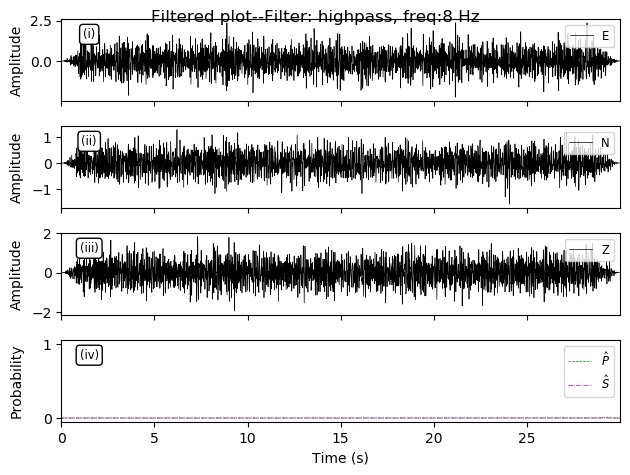 Filtered plot--Filter: highpass, freq:8 Hz
2.5
0.0
Amplitude
(i)
E
1
0
−1
Amplitude
(ii)
N
2
0
−2
Amplitude
(iii)
Z
1
0
Probability
(iv)
P̂
Ŝ
0 5 10 15 20 25
Time (s)